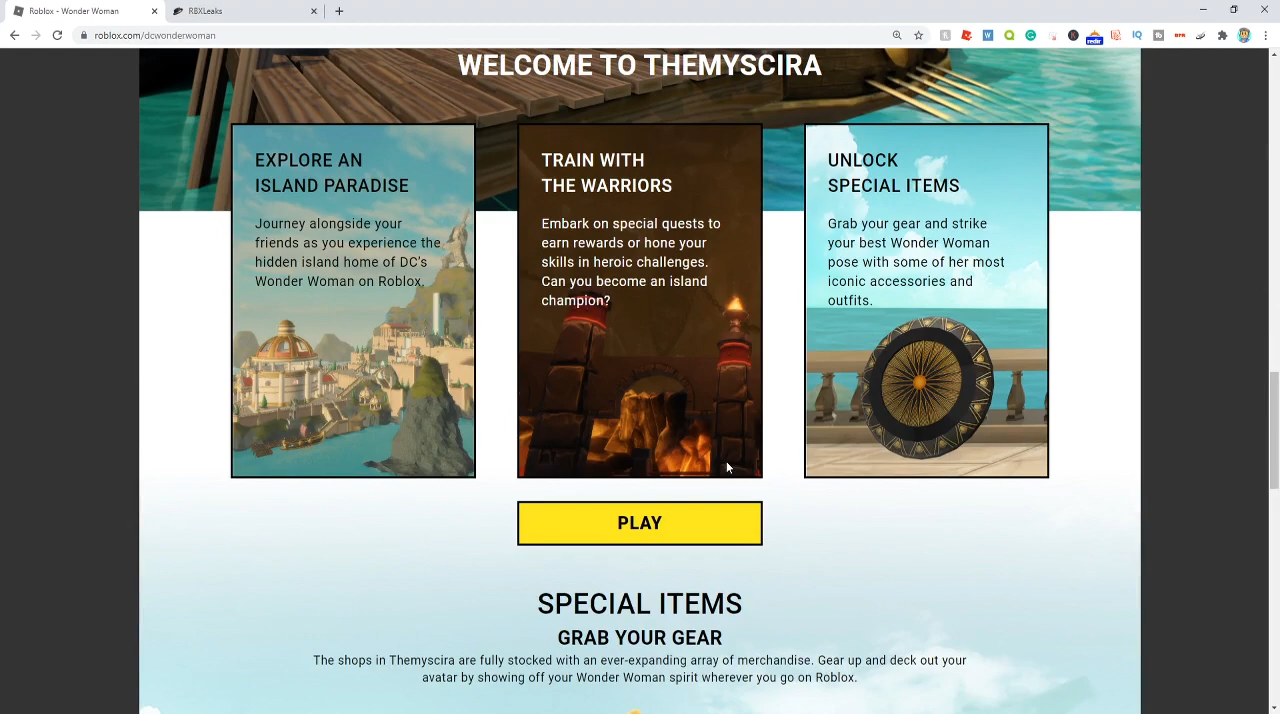 Roblox - Wonder Woman
RBXLeaks
roblox.com/dcwonderwoman
WELCOME TO THEMYSCIRA
EXPLORE AN
ISLAND PARADISE
Journey alongside your
friends as you experience the
hidden island home of DC's
Wonder Woman on Roblox.
TRAIN WITH
THE WARRIORS
Embark on special quests to
earn rewards or hone your
skills in heroic challenges.
Can you become an island
champion?
UNLOCK
SPECIAL ITEMS
Grab your gear and strike
your best Wonder Woman
pose with some of her most
iconic accessories and
outfits.
PLAY
SPECIAL ITEMS
GRAB YOUR GEAR
The shops in Themyscira are fully stocked with an ever-expanding array of merchandise. Gear up and deck out your
avatar by showing off your Wonder Woman spirit wherever you go on Roblox.